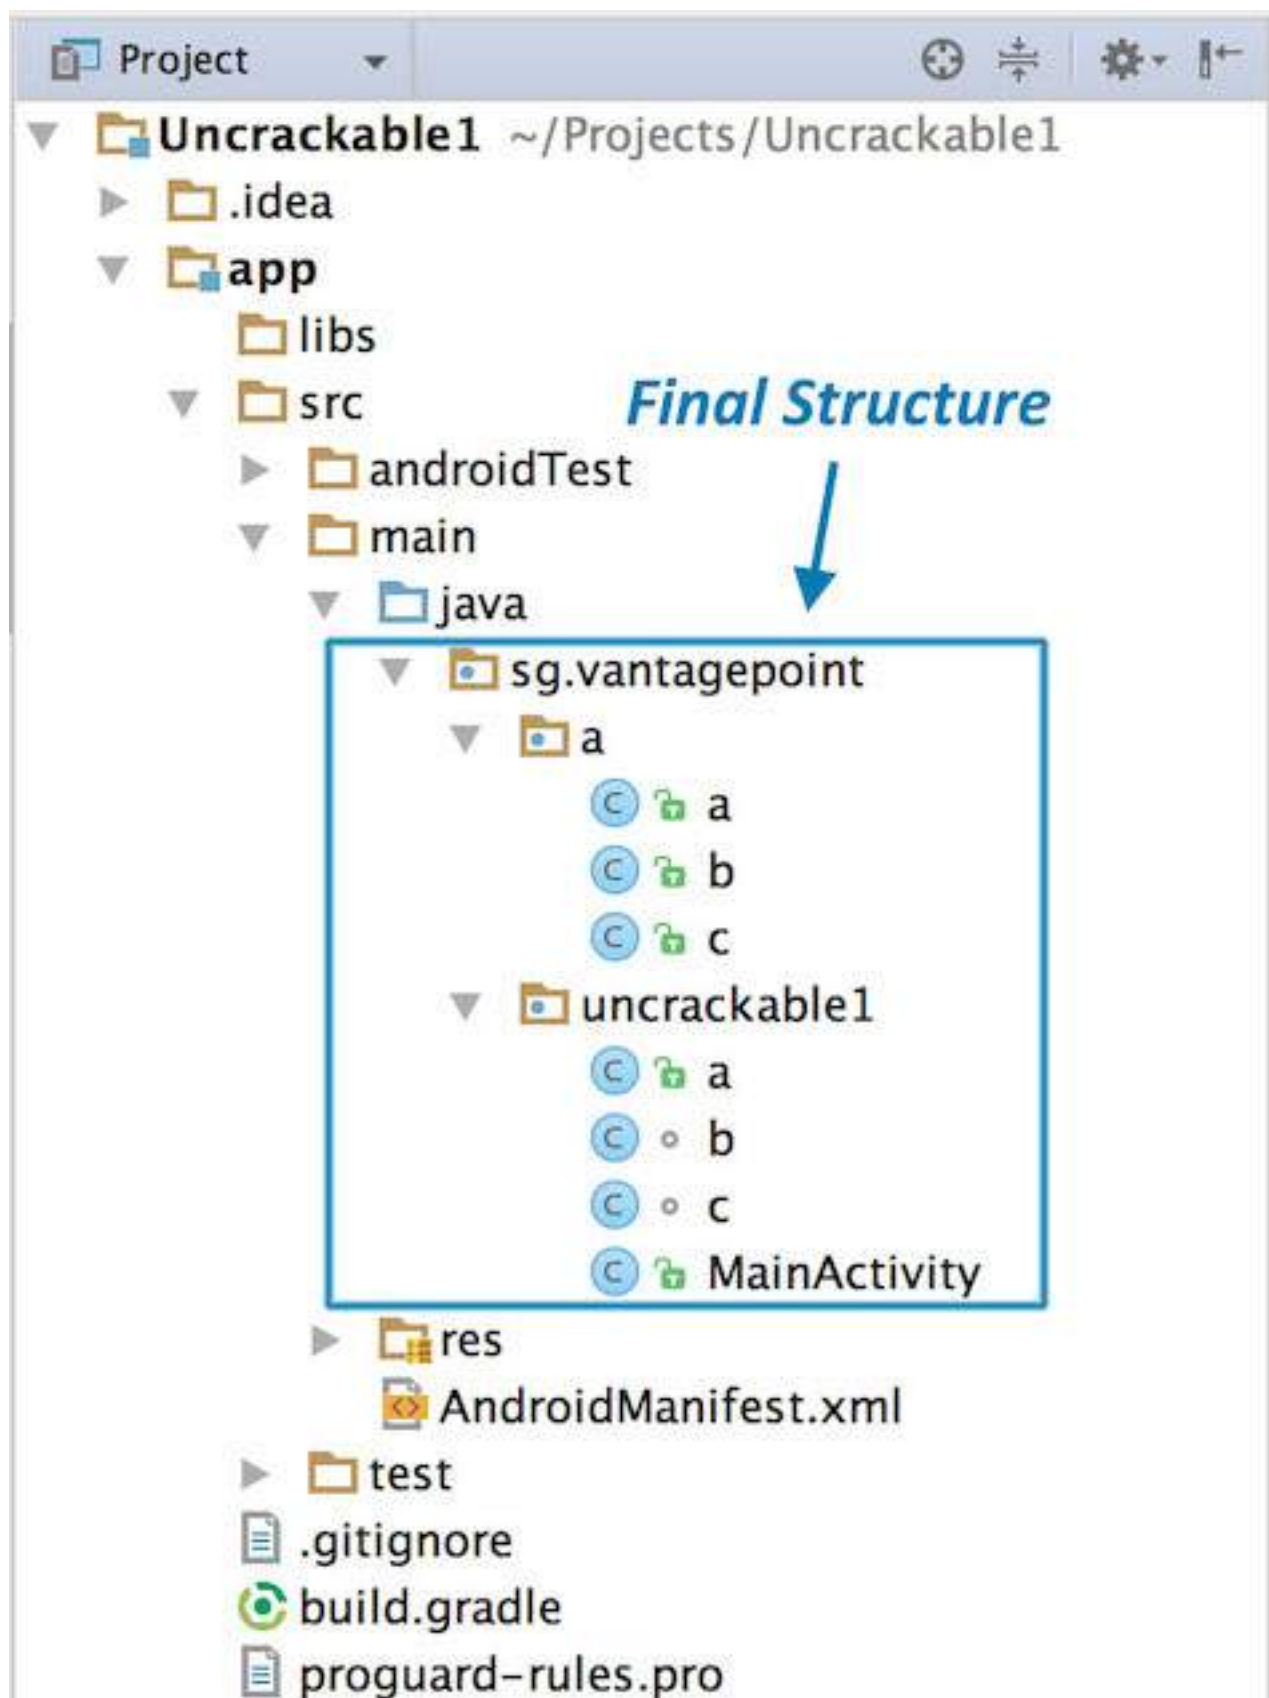 Project
Uncrackable1 ~/Projects/Uncrackable1
.idea
app
libs
src
Final Structure
androidTest
main
java
sg.vantagepoint
a
a
b
c
uncrackable1
a
b
c
MainActivity
res
AndroidManifest.xml
test
.gitignore
build.gradle
proguard-rules.pro